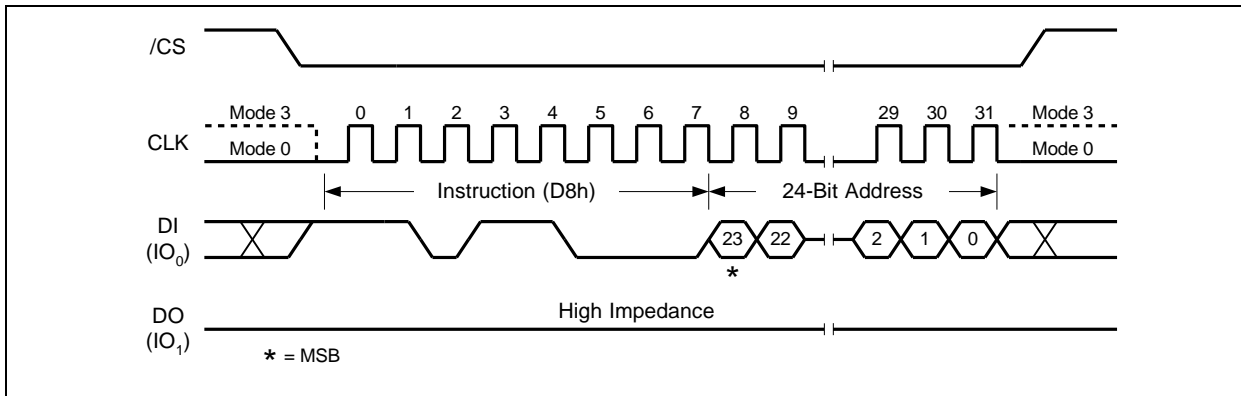 /CS
Mode 3
0 1 2 3 4 5 6 7 8 9 29 30 31
Mode 3
CLK
Mode 0
Mode 0
Instruction (D8h)
24-Bit Address
DI
(IO0)
23 22 2 1 0
*
High Impedance
DO
(IO1)
* = MSB